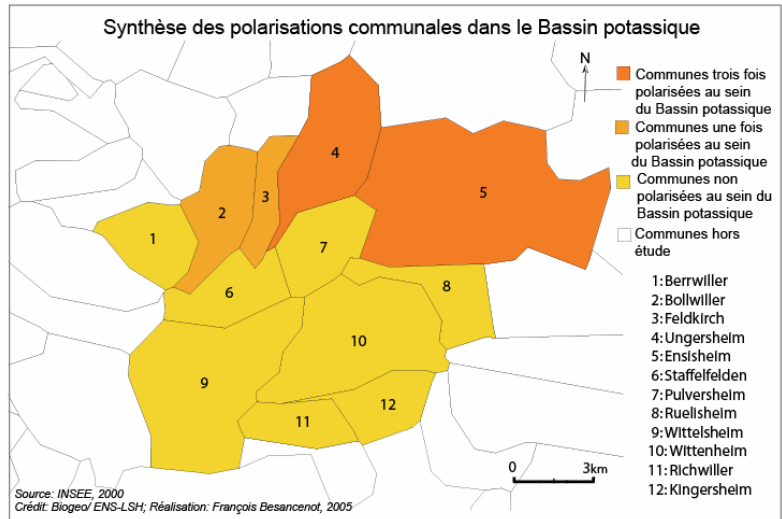 Synthèse des polarisations communales dans le Bassin potassique
N
Communes trois fois
polarisées au sein
du Bassin potassique
Communes une fois
polarisées au sein
du Bassin potassique
Communes non
polarisées au sein du
Bassin potassique
Communes hors
étude
1
2
3
4
5
6
7
8
9
10
11
12
1:Berrwiller
2:Bollwiller
3:Feldkirch
4:Ungersheim
5:Ensisheim
6:Staffelfelden
7:Pulversheim
8:Ruelisheim
9:Wittelsheim
10:Wittenheim
11:Richwiller
12:Kingersheim
0 3km
Source: INSEE, 2000
Crédit: Biogeo/ ENS-LSH; Réalisation: François Besancenot, 2005